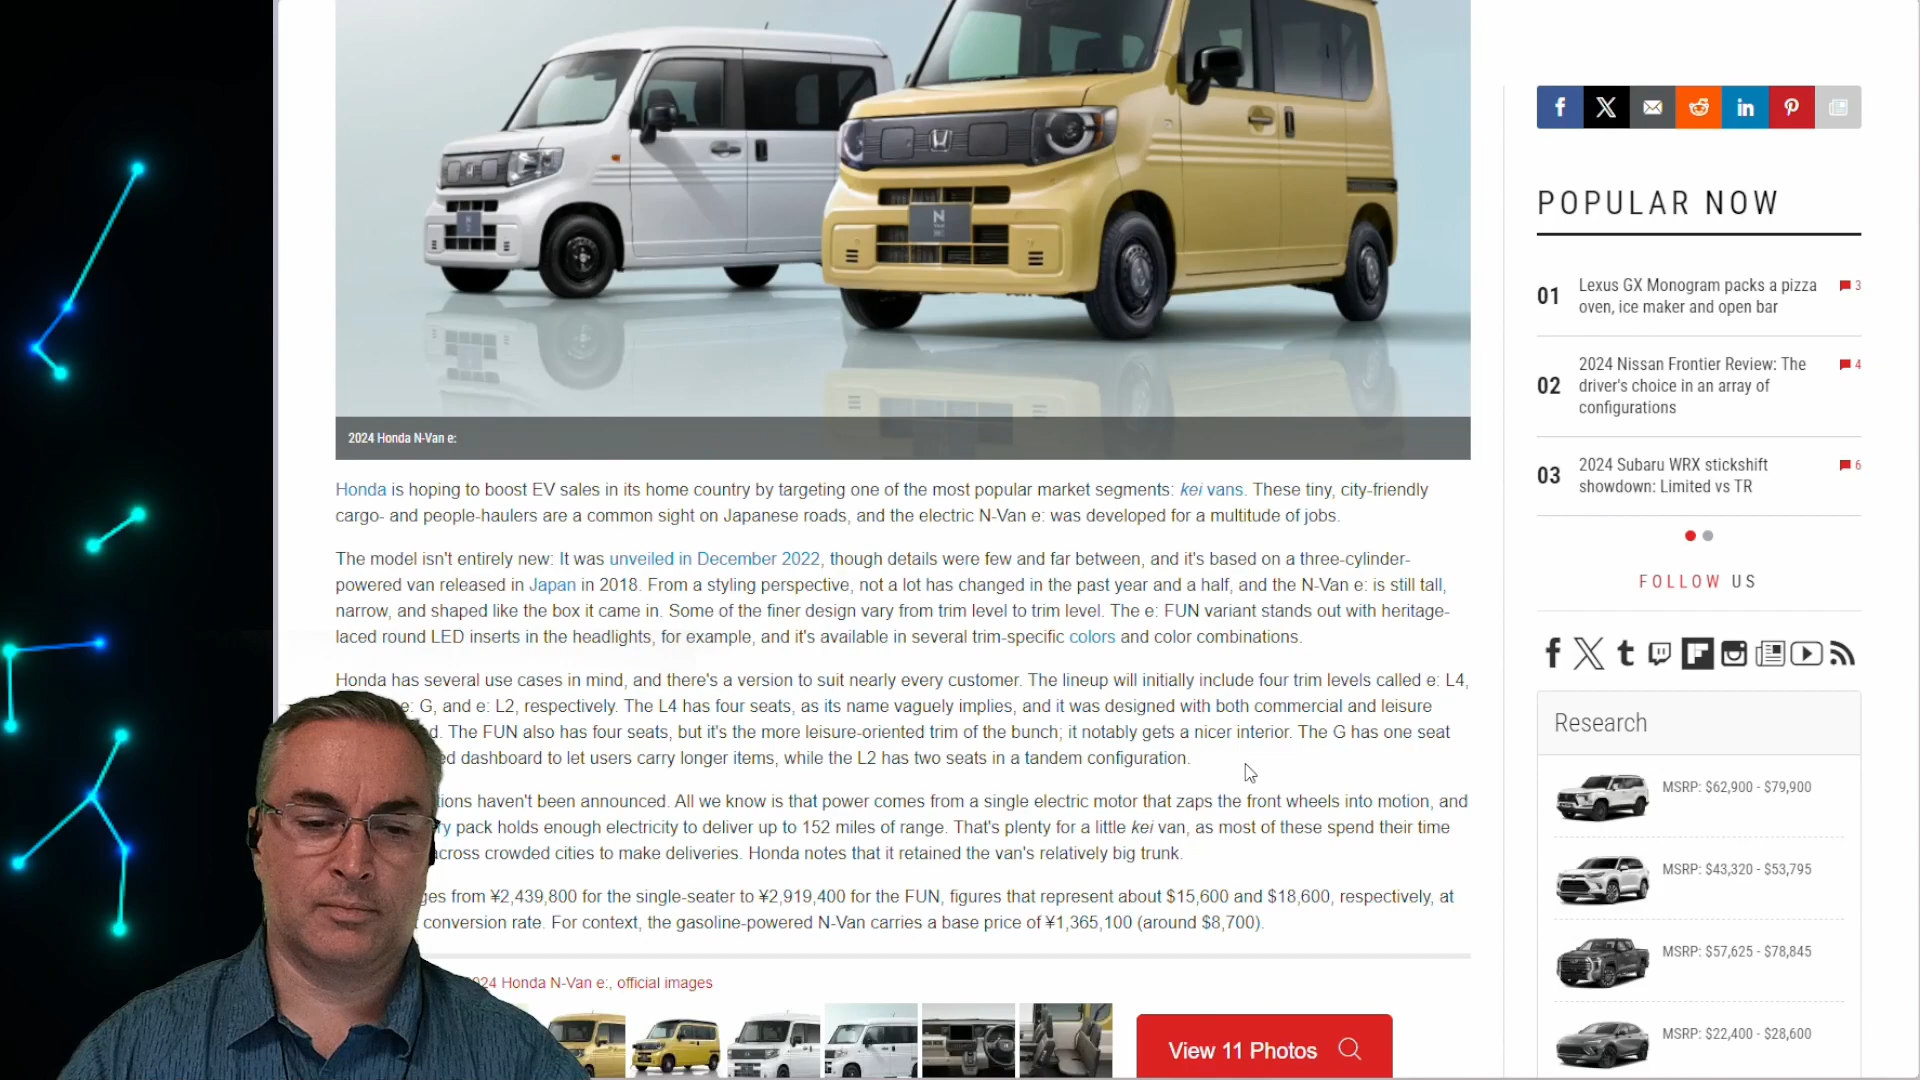 2024 Honda N-Van e:
Honda is hoping to boost EV sales in its home country by targeting one of the most popular market segments: kei vans. These tiny, city-friendly
cargo- and people-haulers are a common sight on Japanese roads, and the electric N-Van e: was developed for a multitude of jobs.
The model isn't entirely new: It was unveiled in December 2022, though details were few and far between, and it's based on a three-cylinder-
powered van released in Japan in 2018. From a styling perspective, not a lot has changed in the past year and a half, and the N-Van e: is still tall,
narrow, and shaped like the box it came in. Some of the finer design vary from trim level to trim level. The e: FUN variant stands out with heritage-
laced round LED inserts in the headlights, for example, and it's available in several trim-specific colors and color combinations.
Honda has several use cases in mind, and there's a version to suit nearly every customer. The lineup will initially include four trim levels called e: L4,
e: G, and e: L2, respectively. The L4 has four seats, as its name vaguely implies, and it was designed with both commercial and leisure
d. The FUN also has four seats, but it's the more leisure-oriented trim of the bunch; it notably gets a nicer interior. The G has one seat
ed dashboard to let users carry longer items, while the L2 has two seats in a tandem configuration.
tions haven't been announced. All we know is that power comes from a single electric motor that zaps the front wheels into motion, and
ry pack holds enough electricity to deliver up to 152 miles of range. That's plenty for a little kei van, as most of these spend their time
across crowded cities to make deliveries. Honda notes that it retained the van's relatively big trunk.
ges from ¥2,439,800 for the single-seater to ¥2,919,400 for the FUN, figures that represent about $15,600 and $18,600, respectively, at
conversion rate. For context, the gasoline-powered N-Van carries a base price of ¥1,365,100 (around $8,700).
24 Honda N-Van e:, official images
View 11 Photos
POPULAR NOW
01
Lexus GX Monogram packs a pizza
oven, ice maker and open bar
3
02
2024 Nissan Frontier Review: The
driver's choice in an array of
configurations
4
03
2024 Subaru WRX stickshift
showdown: Limited vs TR
6
FOLLOW US
Research
MSRP: $62,900 - $79,900
MSRP: $43,320 - $53,795
MSRP: $57,625 - $78,845
MSRP: $22,400 - $28,600